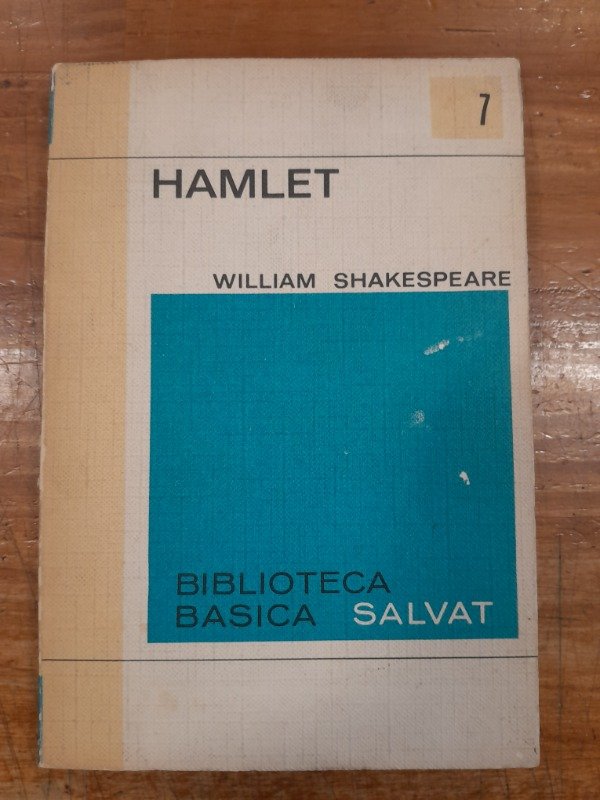 7
HAMLET
WILLIAM SHAKESPEARE
BIBLIOTECA
BASICA SALVAT